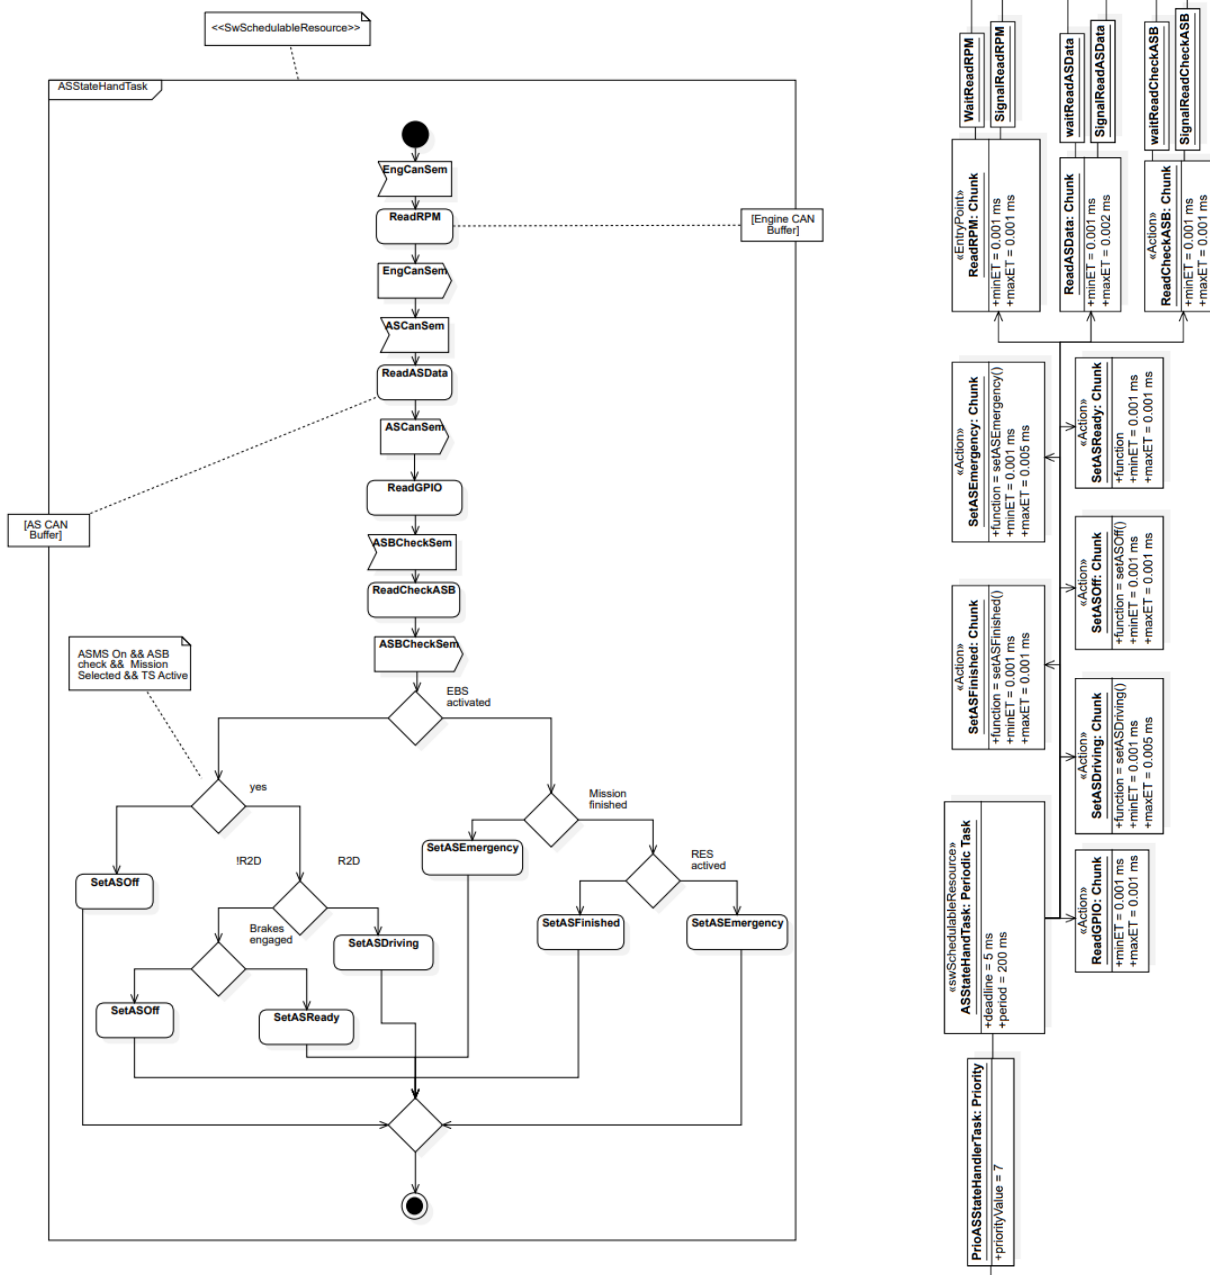 <<SwSchedulableResource>>
ASStateHandTask
EngCanSem
ReadRPM
[Engine CAN
Buffer]
EngCanSem
ASCanSem
ReadASData
ASCanSem
ReadGPIO
[AS CAN
Buffer]
ASBCheckSem
ReadCheckASB
ASBCheckSem
ASMS On && ASB
check && Mission
Selected && TS Active
EBS
activated
yes
Mission
finished
SetASEmergency
!R2D
R2D
RES
actived
SetASOff
Brakes
engaged
SetASDriving
SetASFinished
SetASEmergency
SetASOff
SetASReady
WaitReadRPM
SignalReadRPM
waitReadASData
SignalReadASData
waitReadCheckASB
SignalReadCheckASB
«EntryPoint»
ReadRPM: Chunk
+minET = 0.001 ms
+maxET = 0.001 ms
ReadASData: Chunk
+minET = 0.001 ms
+maxET = 0.002 ms
«Action»
ReadCheckASB: Chunk
+minET = 0.001 ms
+maxET = 0.001 ms
«Action»
SetASEmergency: Chunk
+function = setASEmergency()
+minET = 0.001 ms
+maxET = 0.005 ms
«Action»
SetASReady: Chunk
+function
+minET = 0.001 ms
+maxET = 0.001 ms
«Action»
SetASFinished: Chunk
+function = setASFinished()
+minET = 0.001 ms
+maxET = 0.001 ms
«Action»
SetASOff: Chunk
+function = setASOff()
+minET = 0.001 ms
+maxET = 0.001 ms
«Action»
SetASDriving: Chunk
+function = setASDriving()
+minET = 0.001 ms
+maxET = 0.005 ms
«swSchedulableResource»
ASStateHandTask: Periodic Task
+deadline = 5 ms
+period = 200 ms
«Action»
ReadGPIO: Chunk
+minET = 0.001 ms
+maxET = 0.001 ms
PrioASStateHandlerTask: Priority
+priorityValue = 7